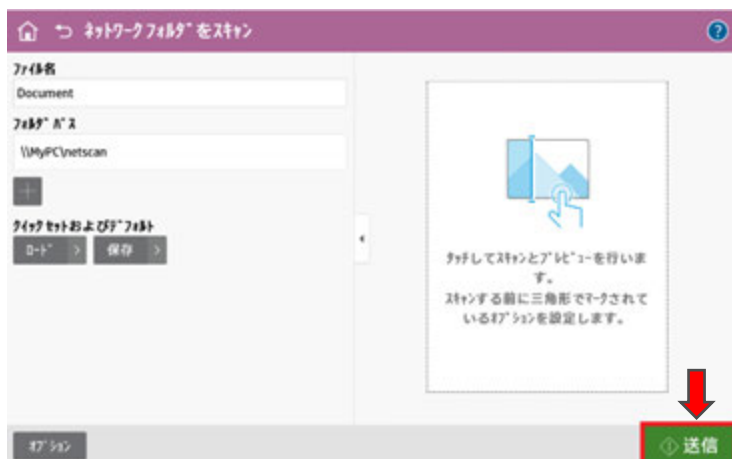 ﾈｯﾄﾜｰｸ ﾌｫﾙﾀﾞをｽｷｬﾝ
ﾌｧｲﾙ名
Document
ﾌｫﾙﾀﾞ ﾊﾟｽ
\\MyPC\netscan
ｸｲｯｸ ｾｯﾄおよびﾃﾞﾌｫﾙﾄ
ﾛｰﾄﾞ
保存
ﾀｯﾁしてｽｷｬﾝとﾌﾟﾚﾋﾞｭｰを行いま
す。
ｽｷｬﾝする前に三角形でﾏｰｸされて
いるｵﾌﾟｼｮﾝを設定します。
ｵﾌﾟｼｮﾝ
送信